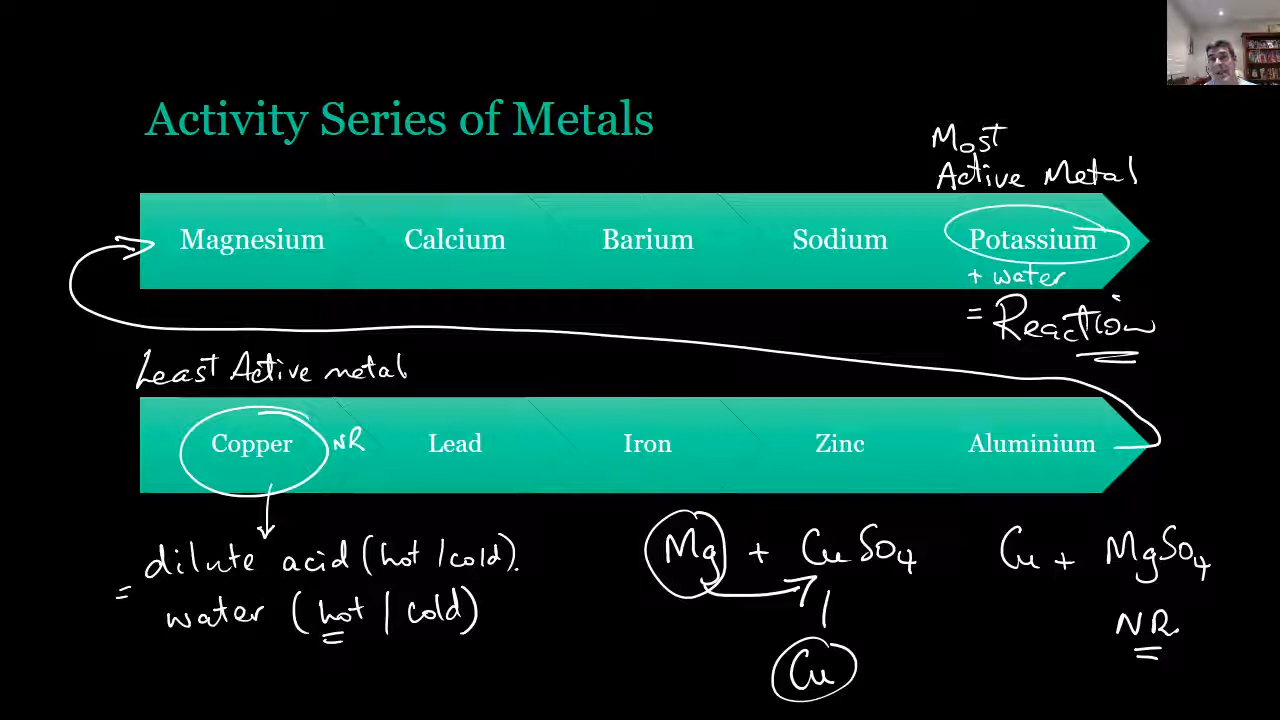 Activity Series of Metals
Most
Active Metal
Magnesium Calcium Barium Sodium Potassium
+ water
= Reaction
Least Active metal
Copper NR Lead Iron Zinc Aluminium
dilute acid (hot / cold).
= water (hot / cold)
Mg + CuSO4
Cu
Cu + MgSO4
NR.